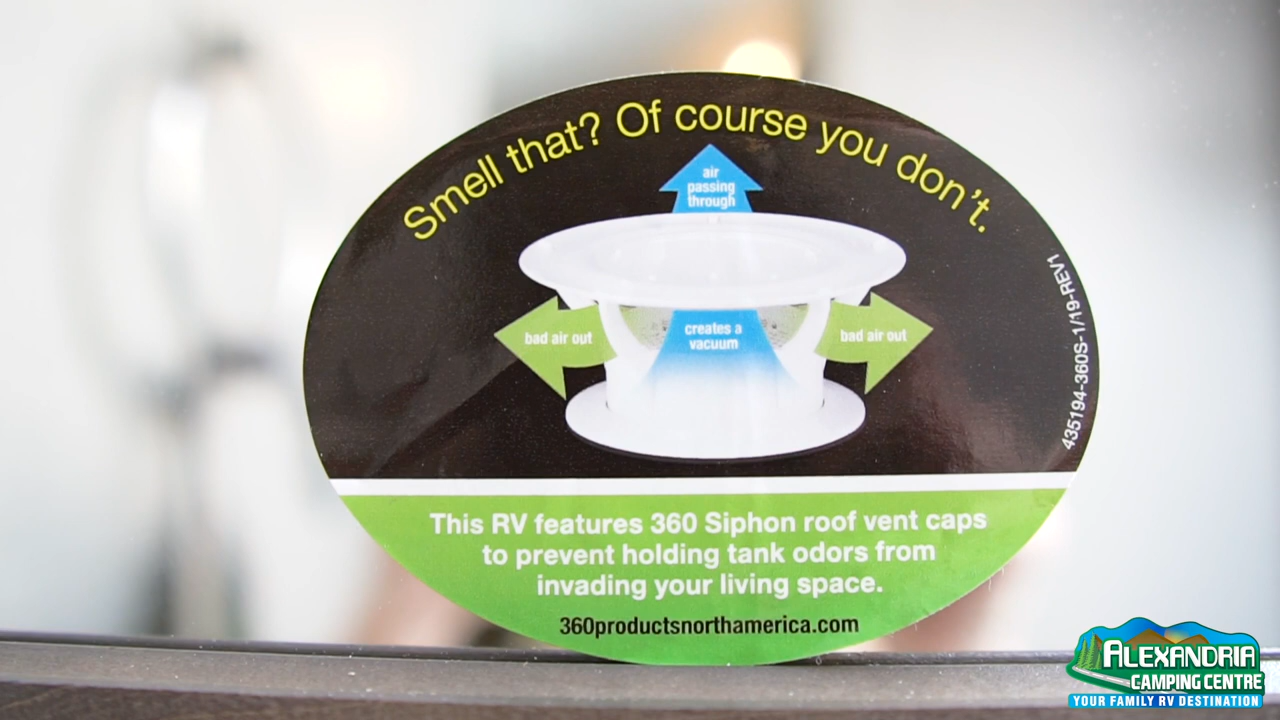 Smell that? Of course you don't.
air
passing
through
creates a
vacuum
bad air out
bad air out
435194-360S-1/19-REV1
This RV features 360 Siphon roof vent caps
to prevent holding tank odors from
invading your living space.
360productsnorthamerica.com
ALEXANDRIA
CAMPING CENTRE
YOUR FAMILY RV DESTINATION